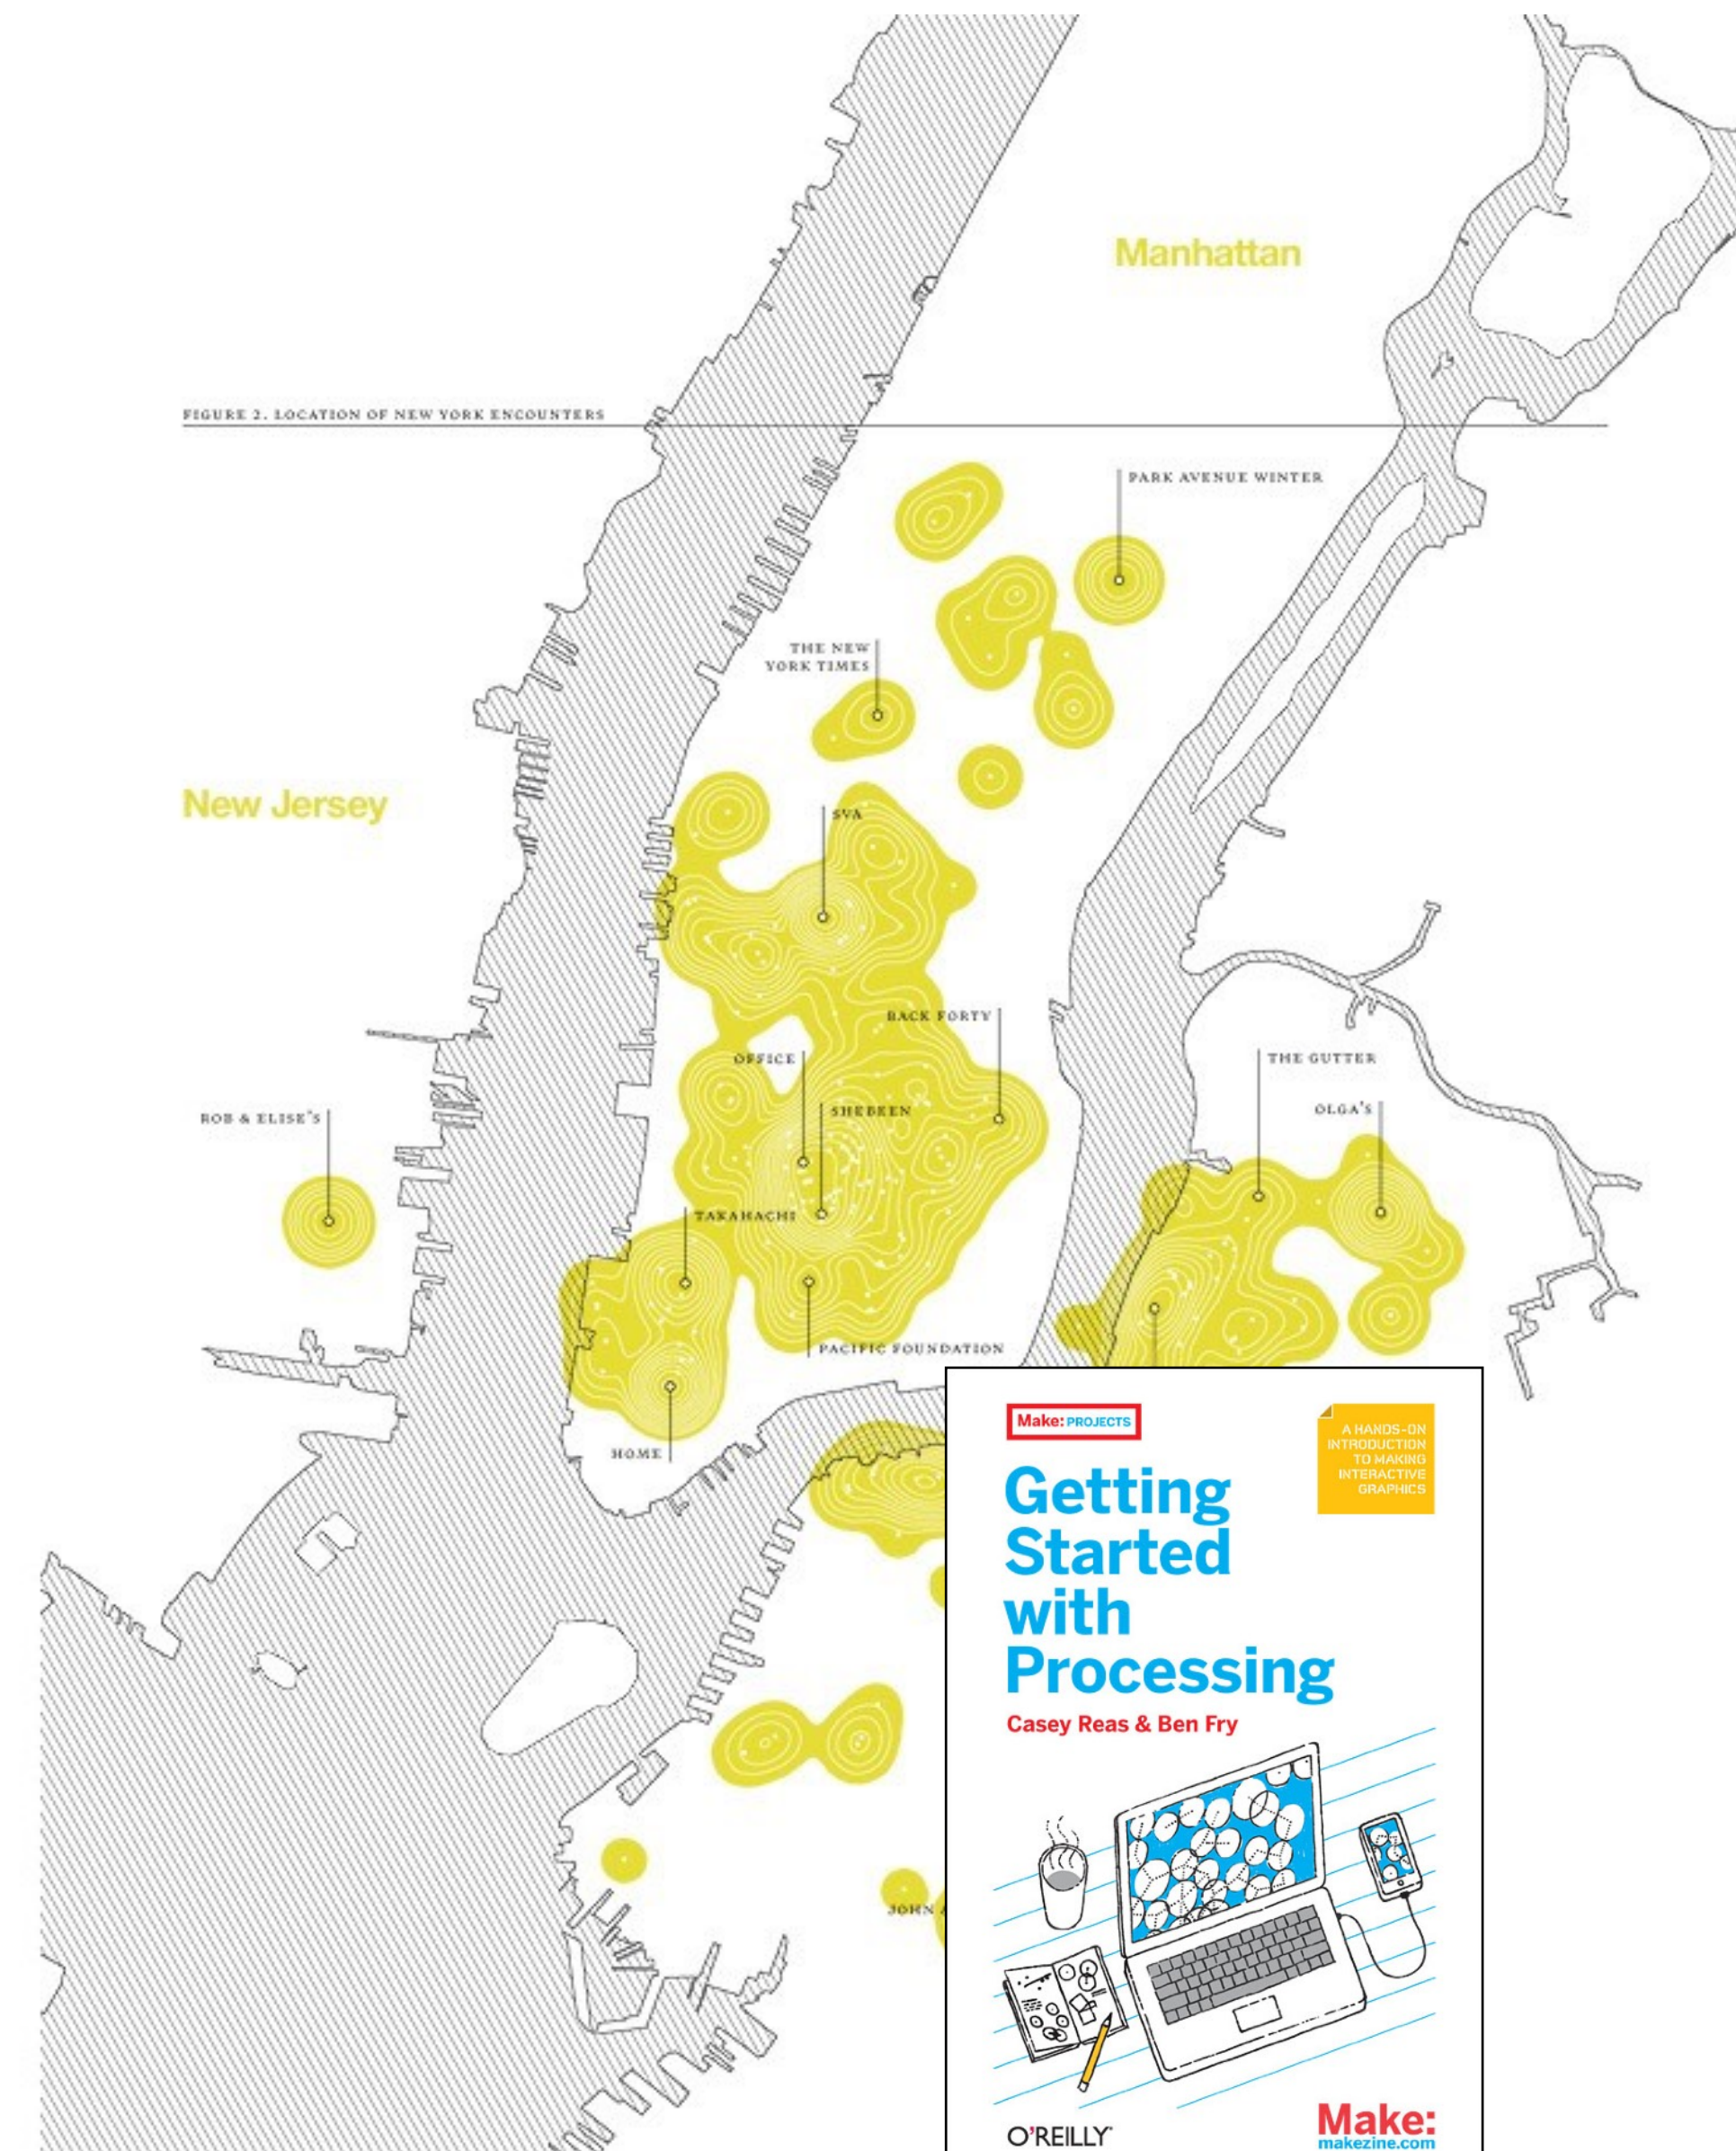 Manhattan
FIGURE 2. LOCATION OF NEW YORK ENCOUNTERS
PARK AVENUE WINTER
THE NEW
YORK TIMES
New Jersey
SVA
BACK FORTY
OFFICE
THE GUTTER
SHEBEEN
OLGA'S
ROB & ELISE'S
TAKAHACHI
PACIFIC FOUNDATION
HOME
JOHN
Make: PROJECTS
A HANDS-ON
INTRODUCTION
TO MAKING
INTERACTIVE
GRAPHICS
Getting
Started
with
Processing
Casey Reas & Ben Fry
O'REILLY®
Make:
makezine.com